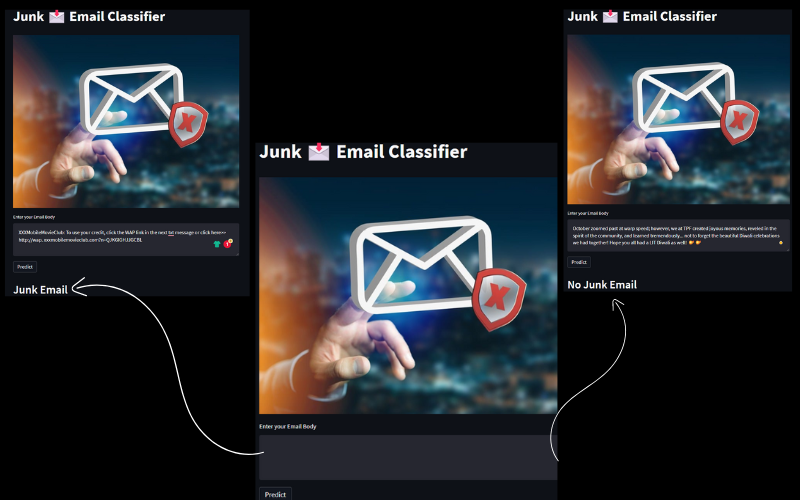 Junk 📩 Email Classifier
Enter your Email Body
XXXMobileMovieClub: To use your credit, click the WAP link in the next txt message or click here>>
http://wap. xxxmobilemovieclub.com?n=QJKGIGHJJGCBL
Predict
Junk Email
Junk 📩 Email Classifier
Enter your Email Body
Predict
Junk 📩 Email Classifier
Enter your Email Body
October zoomed past at warp speed; however, we at TPF created joyous memories, reveled in the
spirit of the community, and learned tremendously... not to forget the beautiful Diwali celebrations
we had together! Hope you all had a LIT Diwali as well!
Predict
No Junk Email